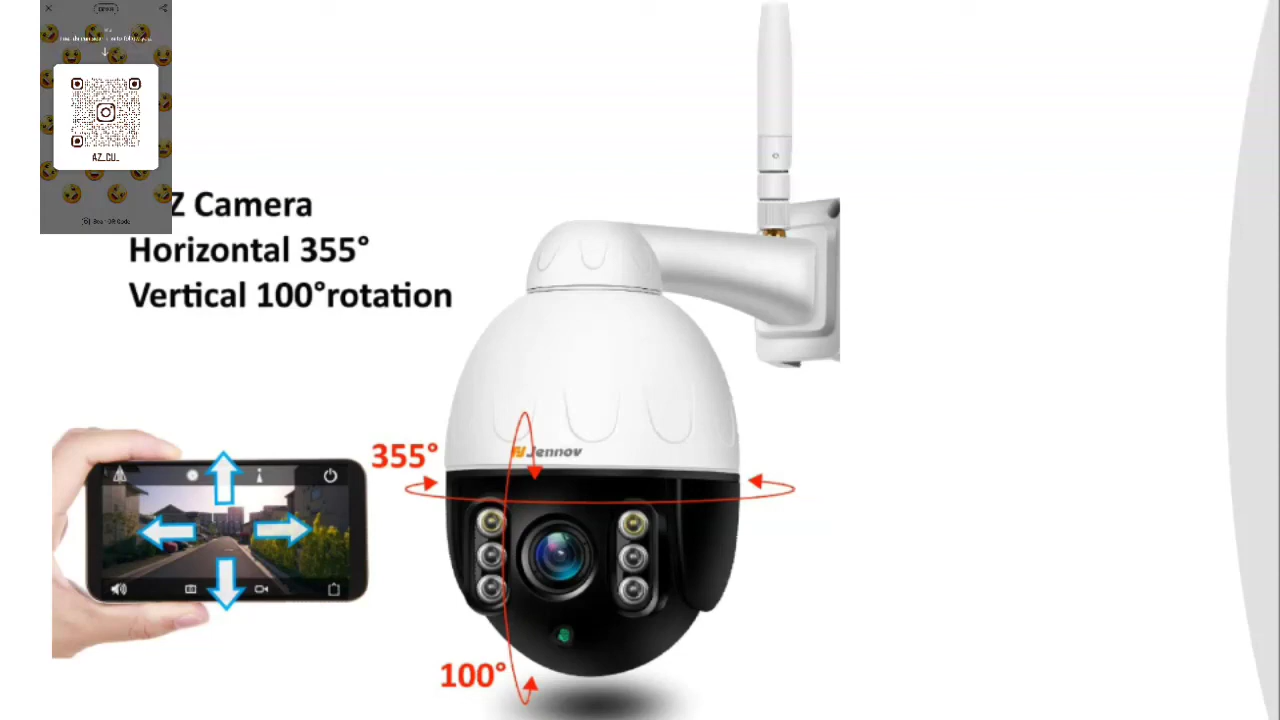 AZ_CU_
Z Camera
Horizontal 355°
Vertical 100°rotation
355°
Jennov
100°